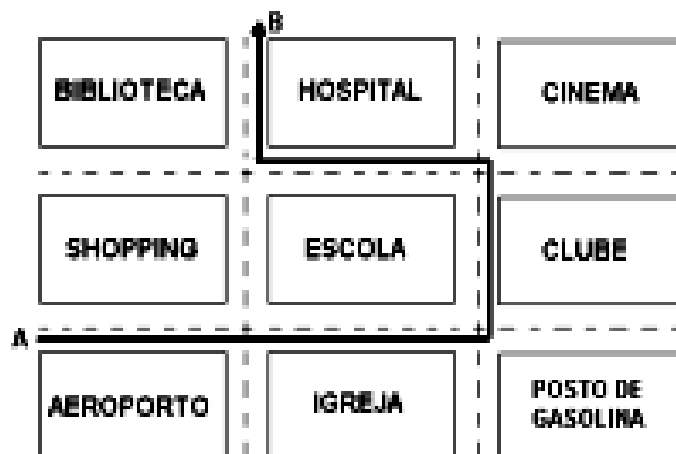 B
BIBLIOTECA HOSPITAL CINEMA
SHOPPING ESCOLA CLUBE
A
AEROPORTO IGREJA POSTO DE
GASOLINA